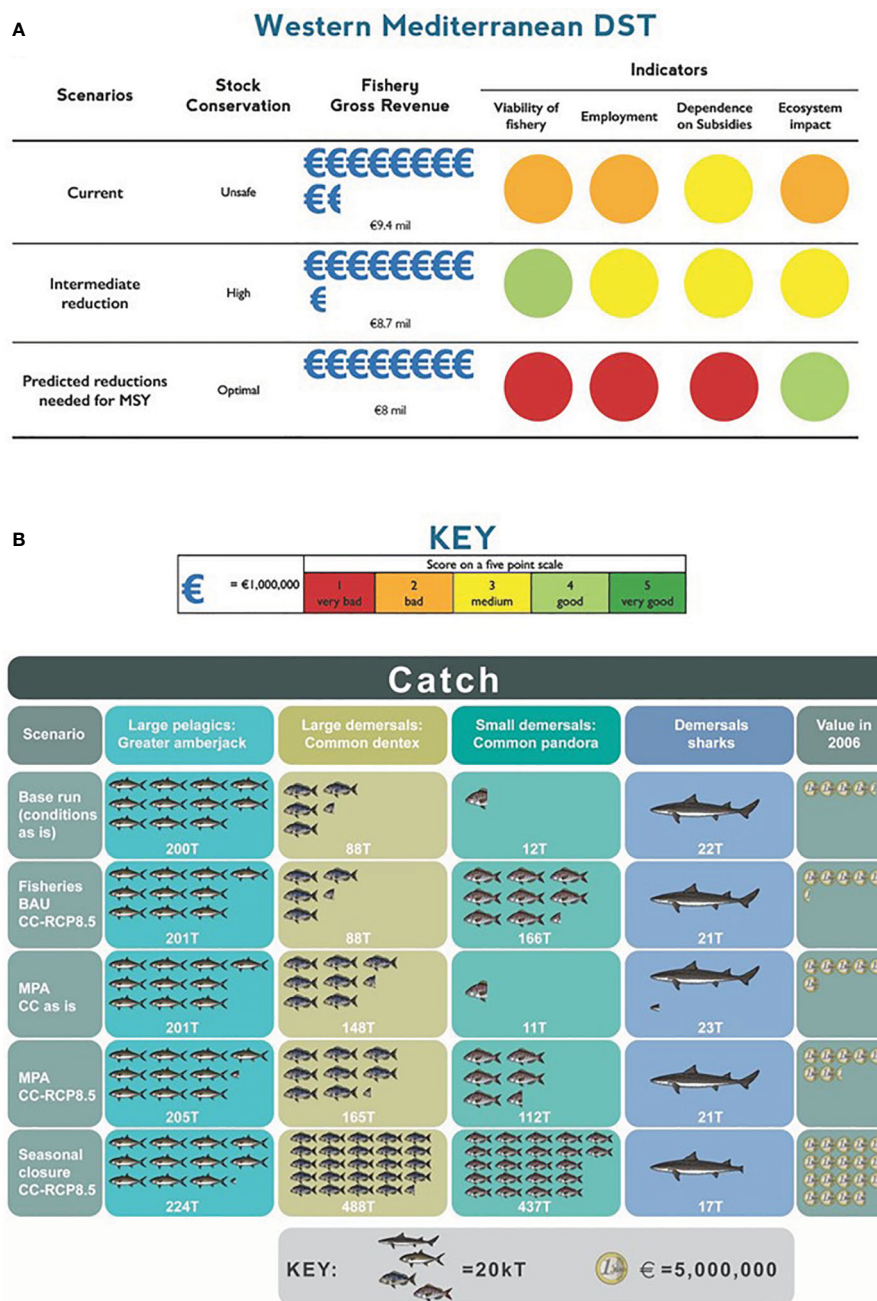 A
Western Mediterranean DST
Scenarios
Stock
Conservation
Fishery
Gross Revenue
Indicators
Viability of
fishery
Employment
Dependence
on Subsidies
Ecosystem
impact
Current
Unsafe
€€€€€€€€
€€
€9.4 mil
Intermediate
reduction
High
€€€€€€€€
€
€8.7 mil
Predicted reductions
needed for MSY
Optimal
€€€€€€€€
€8 mil
B
KEY
€ = €1,000,000
Score on a five point scale
1
very bad
2
bad
3
medium
4
good
5
very good
Catch
Scenario
Large pelagics:
Greater amberjack
Large demersals:
Common dentex
Small demersals:
Common pandora
Demersals
sharks
Value in
2006
Base run
(conditions
as is)
200T
88T
12T
22T
Fisheries
BAU
CC-RCP8.5
201T
88T
166T
21T
MPA
CC as is
201T
148T
11T
23T
MPA
CC-RCP8.5
205T
165T
112T
21T
Seasonal
closure
CC-RCP8.5
224T
488T
437T
17T
KEY:
=20kT
€=5,000,000